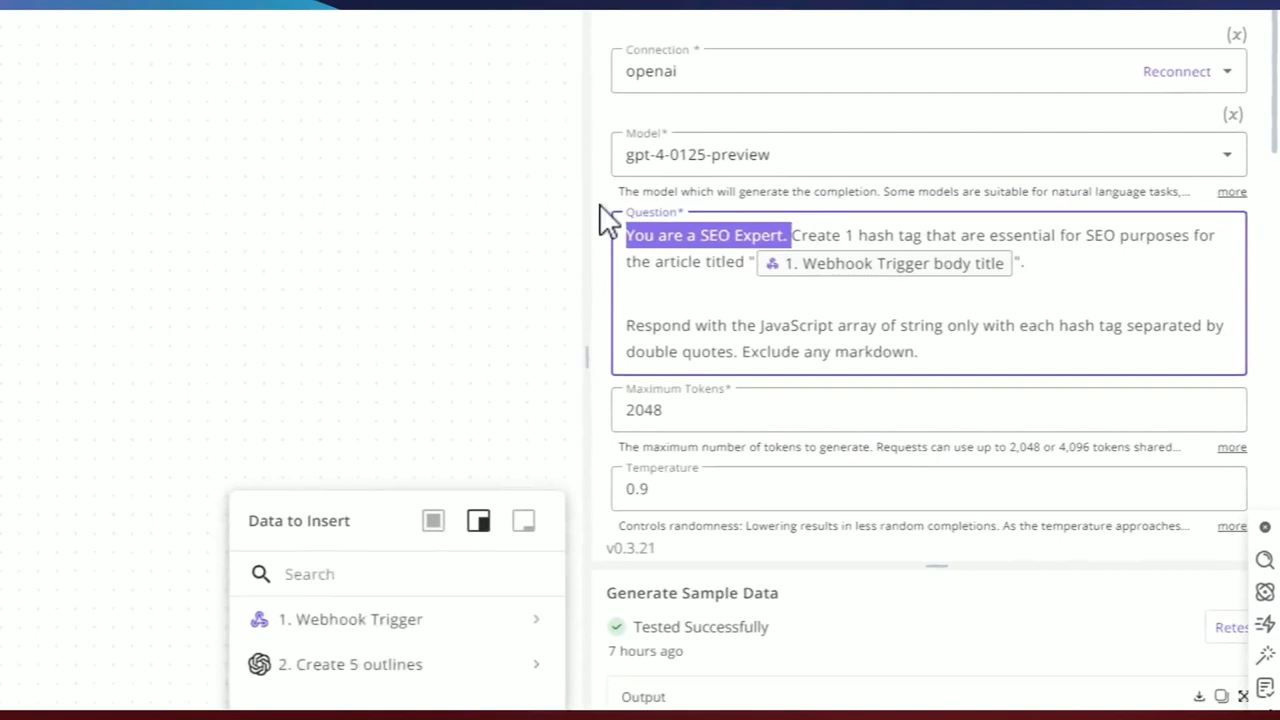 (x)
Connection *
openai
Reconnect
(x)
Model*
gpt-4-0125-preview
The model which will generate the completion. Some models are suitable for natural language tasks,...
more
Question*
You are a SEO Expert. Create 1 hash tag that are essential for SEO purposes for
the article titled " 1. Webhook Trigger body title ".
Respond with the JavaScript array of string only with each hash tag separated by
double quotes. Exclude any markdown.
Maximum Tokens*
2048
The maximum number of tokens to generate. Requests can use up to 2,048 or 4,096 tokens shared...
more
Temperature
0.9
Controls randomness: Lowering results in less random completions. As the temperature approaches...
more
v0.3.21
Data to Insert
Search
1. Webhook Trigger
2. Create 5 outlines
Generate Sample Data
Tested Successfully
Retes
7 hours ago
Output